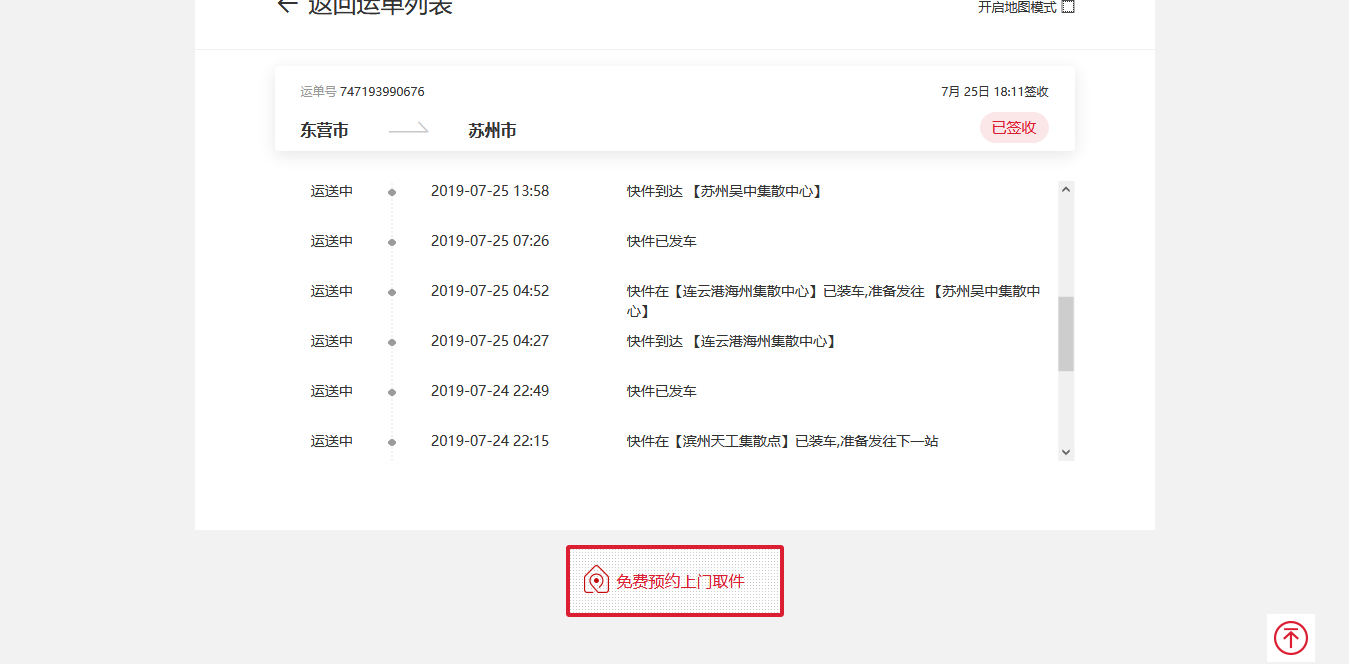 返回运单列表
开启地图模式
运单号 747193990676
7月 25日 18:11签收
东营市
苏州市
已签收
运送中 2019-07-25 13:58 快件到达 【苏州吴中集散中心】
运送中 2019-07-25 07:26 快件已发车
运送中 2019-07-25 04:52 快件在【连云港海州集散中心】已装车,准备发往 【苏州吴中集散中
心】
运送中 2019-07-25 04:27 快件到达 【连云港海州集散中心】
运送中 2019-07-24 22:49 快件已发车
运送中 2019-07-24 22:15 快件在【滨州天工集散点】已装车,准备发往下一站
免费预约上门取件